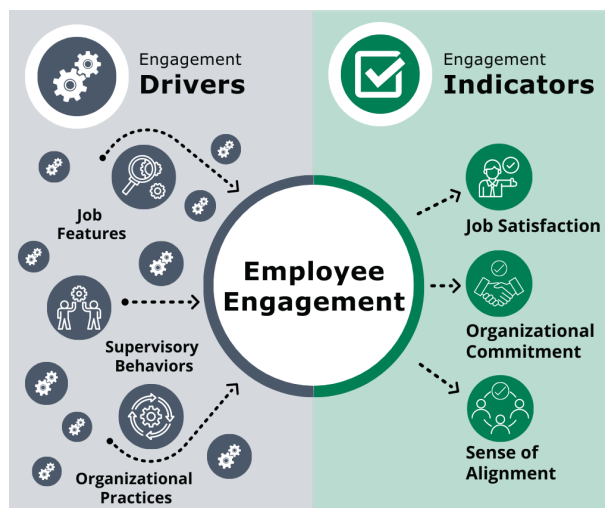 Engagement
Drivers
Engagement
Indicators
Job
Features
Supervisory
Behaviors
Organizational
Practices
Employee
Engagement
Job Satisfaction
Organizational
Commitment
Sense of
Alignment